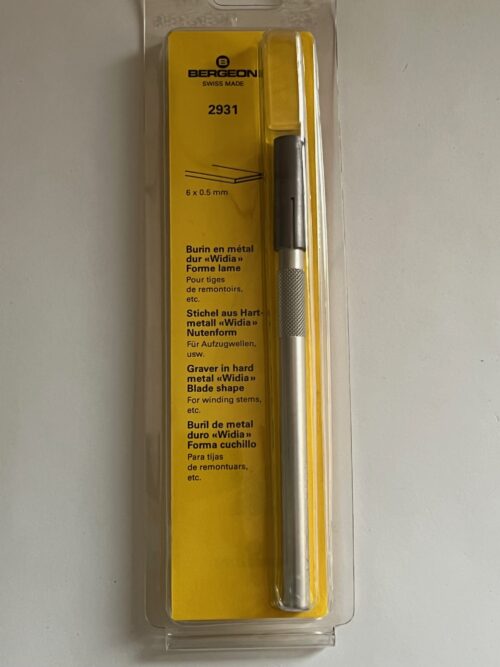 B
BERGEON
SWISS MADE
2931
6 x 0.5 mm
Burin en métal
dur «Widia»
Forme lame
Pour tiges
de remontoirs,
etc.
Stichel aus Hart-
metall «Widia»
Nutenform
Für Aufzugwellen,
usw.
Graver in hard
metal «Widia»
Blade shape
For winding stems,
etc.
Buril de metal
duro «Widia»
Forma cuchillo
Para tijas
de remontuars,
etc.